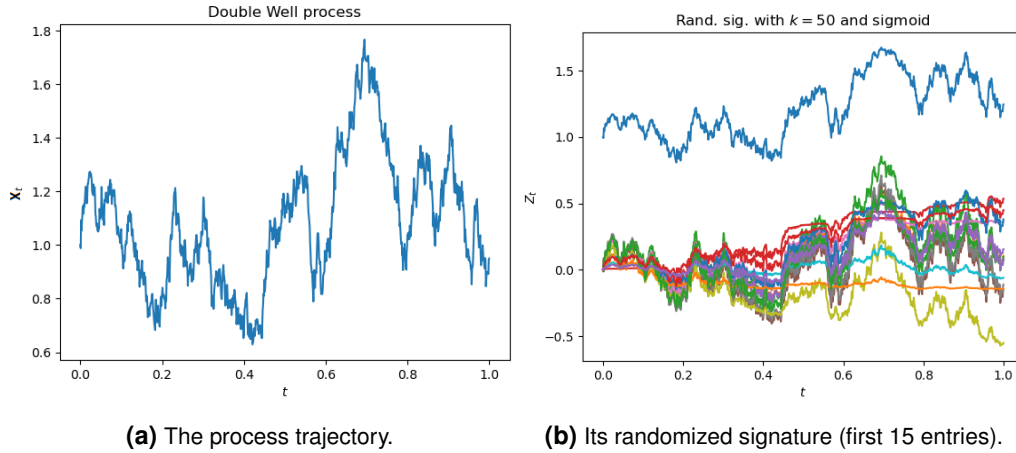 Double Well process
1.8
1.6
1.4
1.2
1.0
0.8
0.6
X_t
0.0 0.2 0.4 0.6 0.8 1.0
t
(a) The process trajectory.
Rand. sig. with k = 50 and sigmoid
1.5
1.0
0.5
0.0
−0.5
Z_t
0.0 0.2 0.4 0.6 0.8 1.0
t
(b) Its randomized signature (first 15 entries).